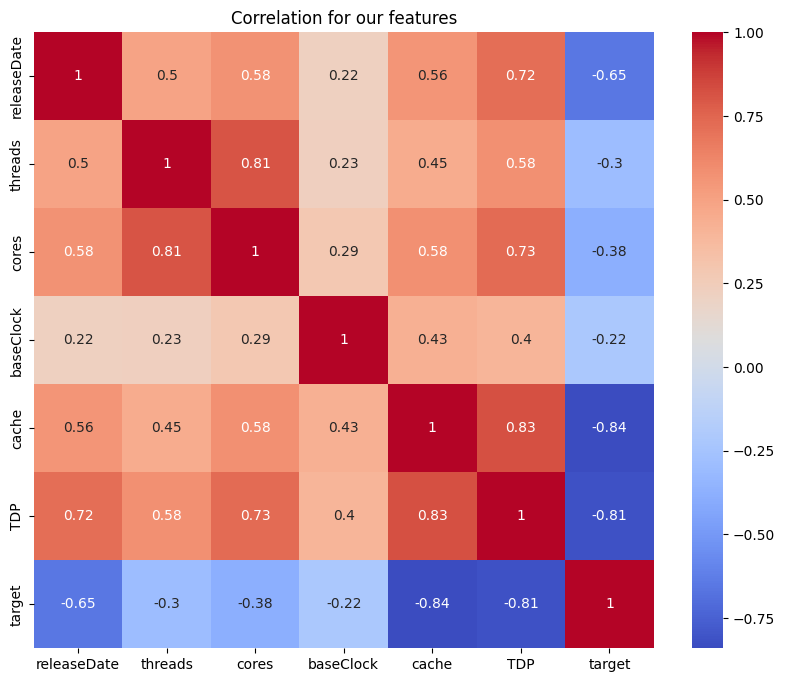 Correlation for our features
releaseDate 1 0.5 0.58 0.22 0.56 0.72 -0.65
threads 0.5 1 0.81 0.23 0.45 0.58 -0.3
cores 0.58 0.81 1 0.29 0.58 0.73 -0.38
baseClock 0.22 0.23 0.29 1 0.43 0.4 -0.22
cache 0.56 0.45 0.58 0.43 1 0.83 -0.84
TDP 0.72 0.58 0.73 0.4 0.83 1 -0.81
target -0.65 -0.3 -0.38 -0.22 -0.84 -0.81 1
releaseDate threads cores baseClock cache TDP target
1.00
0.75
0.50
0.25
0.00
−0.25
−0.50
−0.75